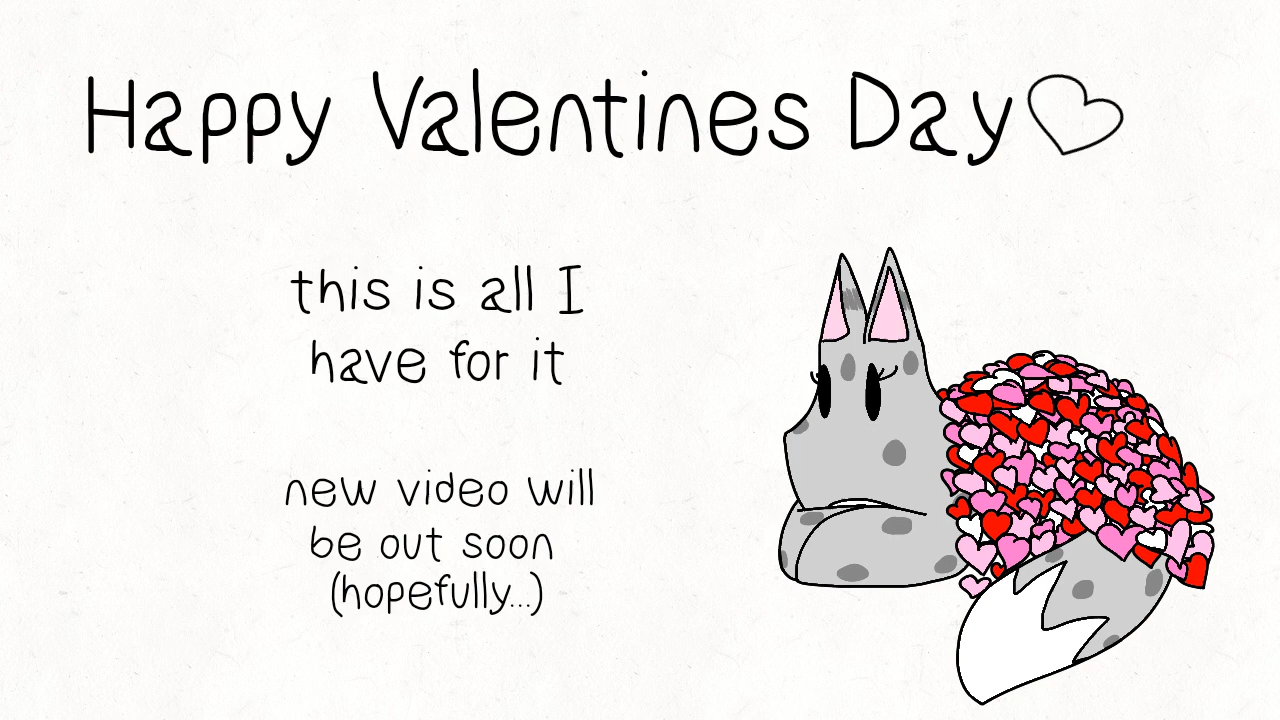 Happy Valentines Day♡
this is all I
have for it
new video will
be out soon
(hopefully...)